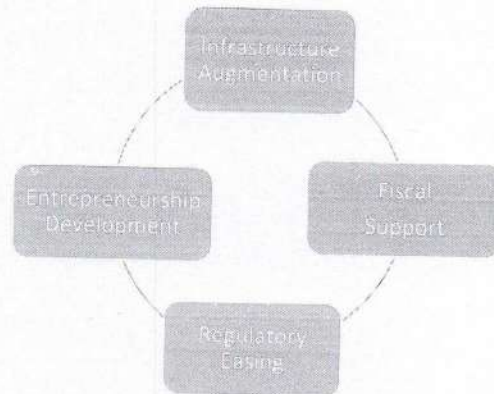 Infrastructure
Augmentation
Entrepreneurship
Development
Fiscal
Support
Regulatory
Easing